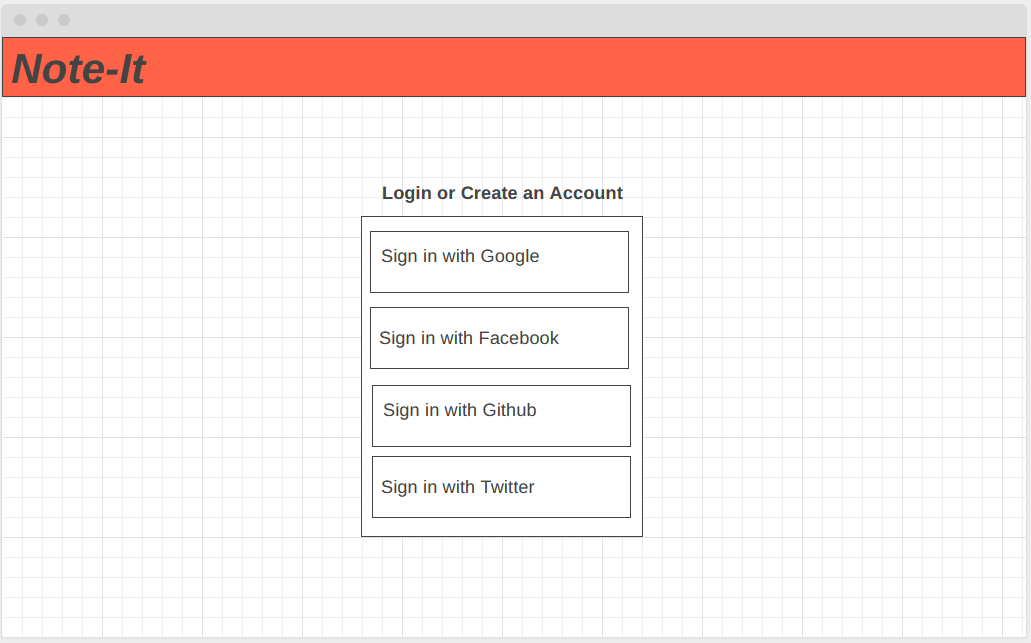 Note-It
Login or Create an Account
Sign in with Google
Sign in with Facebook
Sign in with Github
Sign in with Twitter